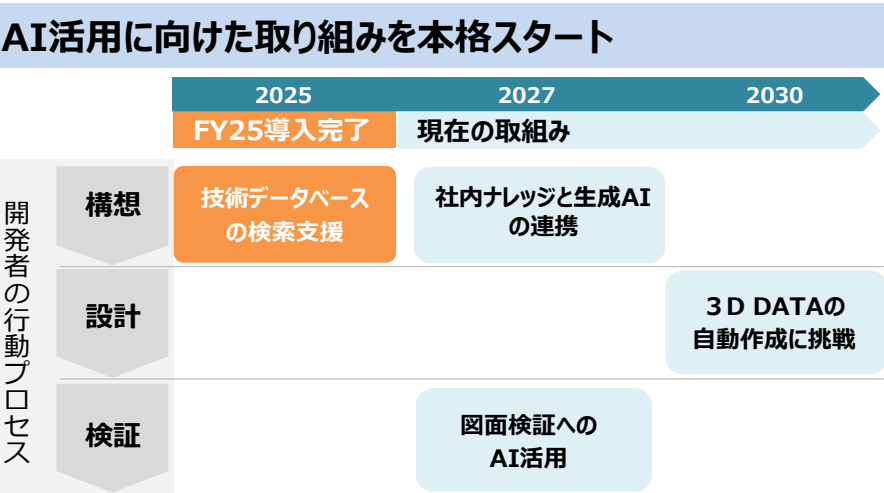 AI活用に向けた取り組みを本格スタート
2025
2027
2030
FY25導入完了
現在の取組み
開発者の行動プロセス
構想
技術データベース
の検索支援
社内ナレッジと生成AI
の連携
設計
３D DATAの
自動作成に挑戦
検証
図面検証への
AI活用